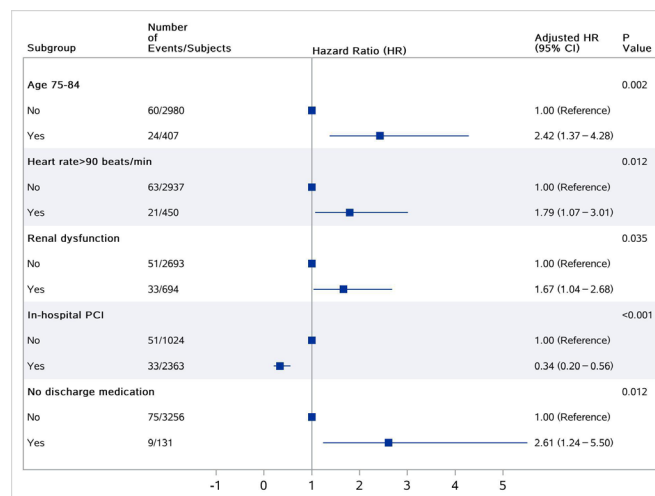 Number
of
Subgroup Events/Subjects Hazard Ratio (HR) Adjusted HR (95% CI) P Value
Age 75-84 0.002
No 60/2980 1.00 (Reference)
Yes 24/407 2.42 (1.37 – 4.28)
Heart rate>90 beats/min 0.012
No 63/2937 1.00 (Reference)
Yes 21/450 1.79 (1.07 – 3.01)
Renal dysfunction 0.035
No 51/2693 1.00 (Reference)
Yes 33/694 1.67 (1.04 – 2.68)
In-hospital PCI <0.001
No 51/1024 1.00 (Reference)
Yes 33/2363 0.34 (0.20 – 0.56)
No discharge medication 0.012
No 75/3256 1.00 (Reference)
Yes 9/131 2.61 (1.24 – 5.50)
-1 0 1 2 3 4 5